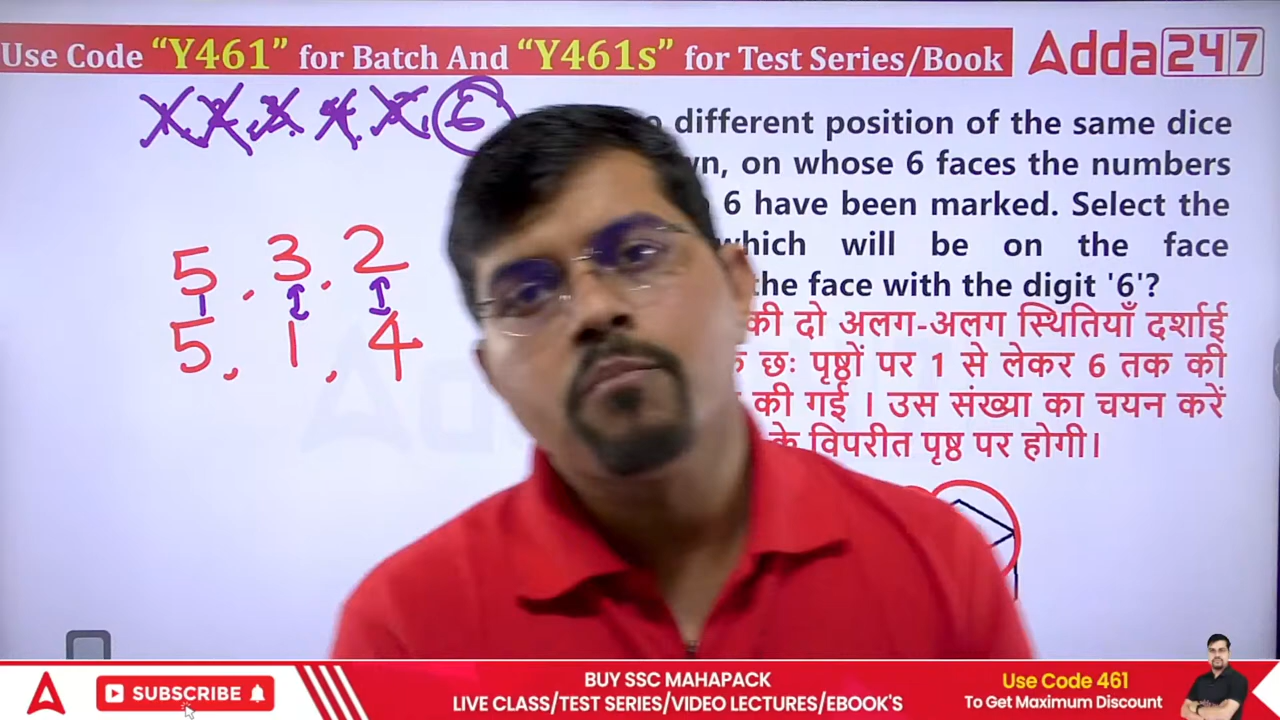 Use Code “Y461” for Batch And “Y461s” for Test Series/Book
Adda247
6
different position of the same dice
on whose 6 faces the numbers
6 have been marked. Select the
which will be on the face
the face with the digit '6'?
की दो अलग-अलग स्थितियाँ दर्शाई
छः पृष्ठों पर 1 से लेकर 6 तक की
की गई । उस संख्या का चयन करें
के विपरीत पृष्ठ पर होगी।
5 . 3 . 2
5 , 1 , 4
SUBSCRIBE
BUY SSC MAHAPACK
LIVE CLASS/TEST SERIES/VIDEO LECTURES/EBOOK'S
Use Code 461
To Get Maximum Discount